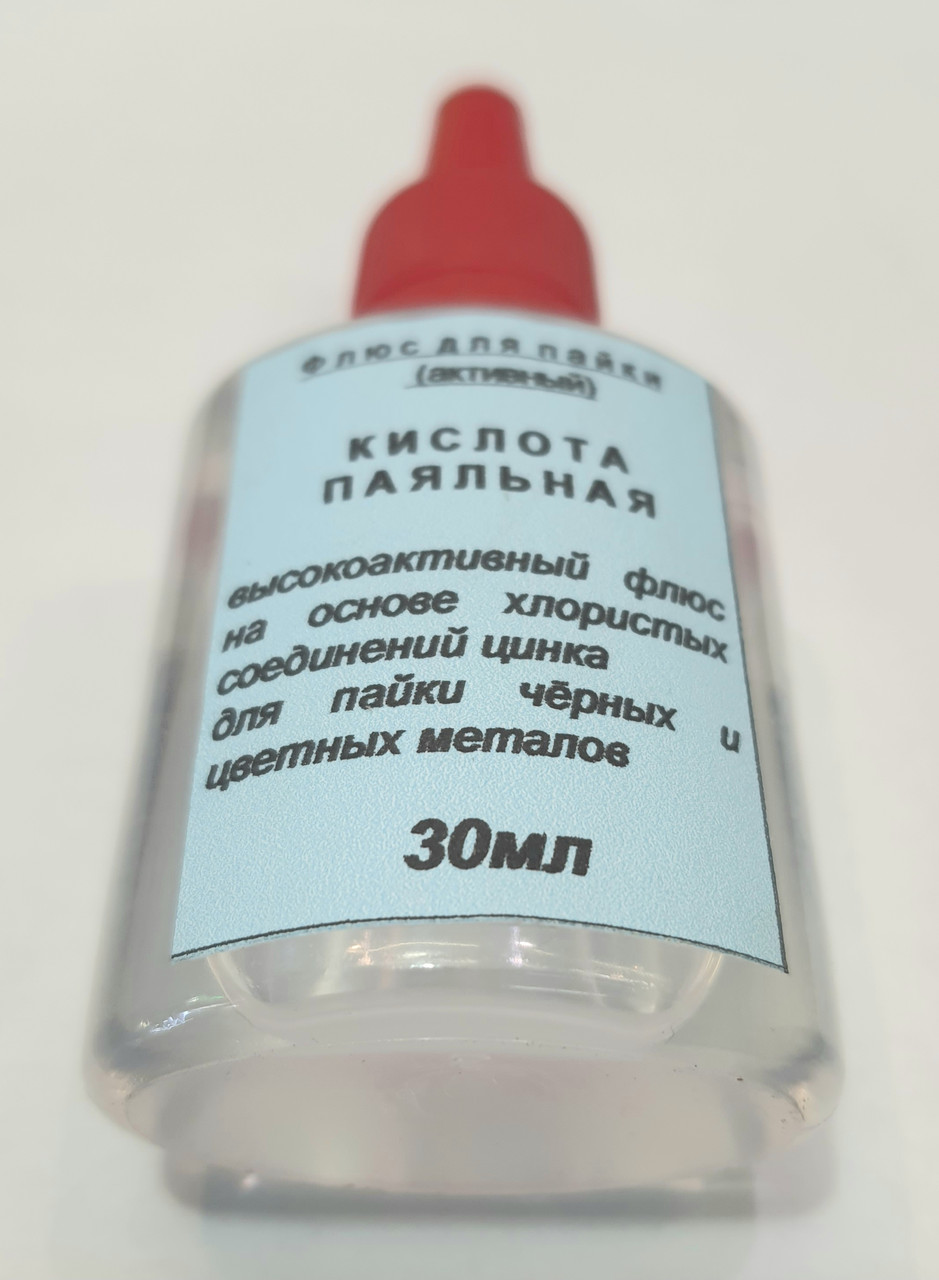 Флюс для пайки
(активный)
КИСЛОТА
ПАЯЛЬНАЯ
высокоактивный флюс
на основе хлористых
соединений цинка
для пайки чёрных и
цветных металов
30мл